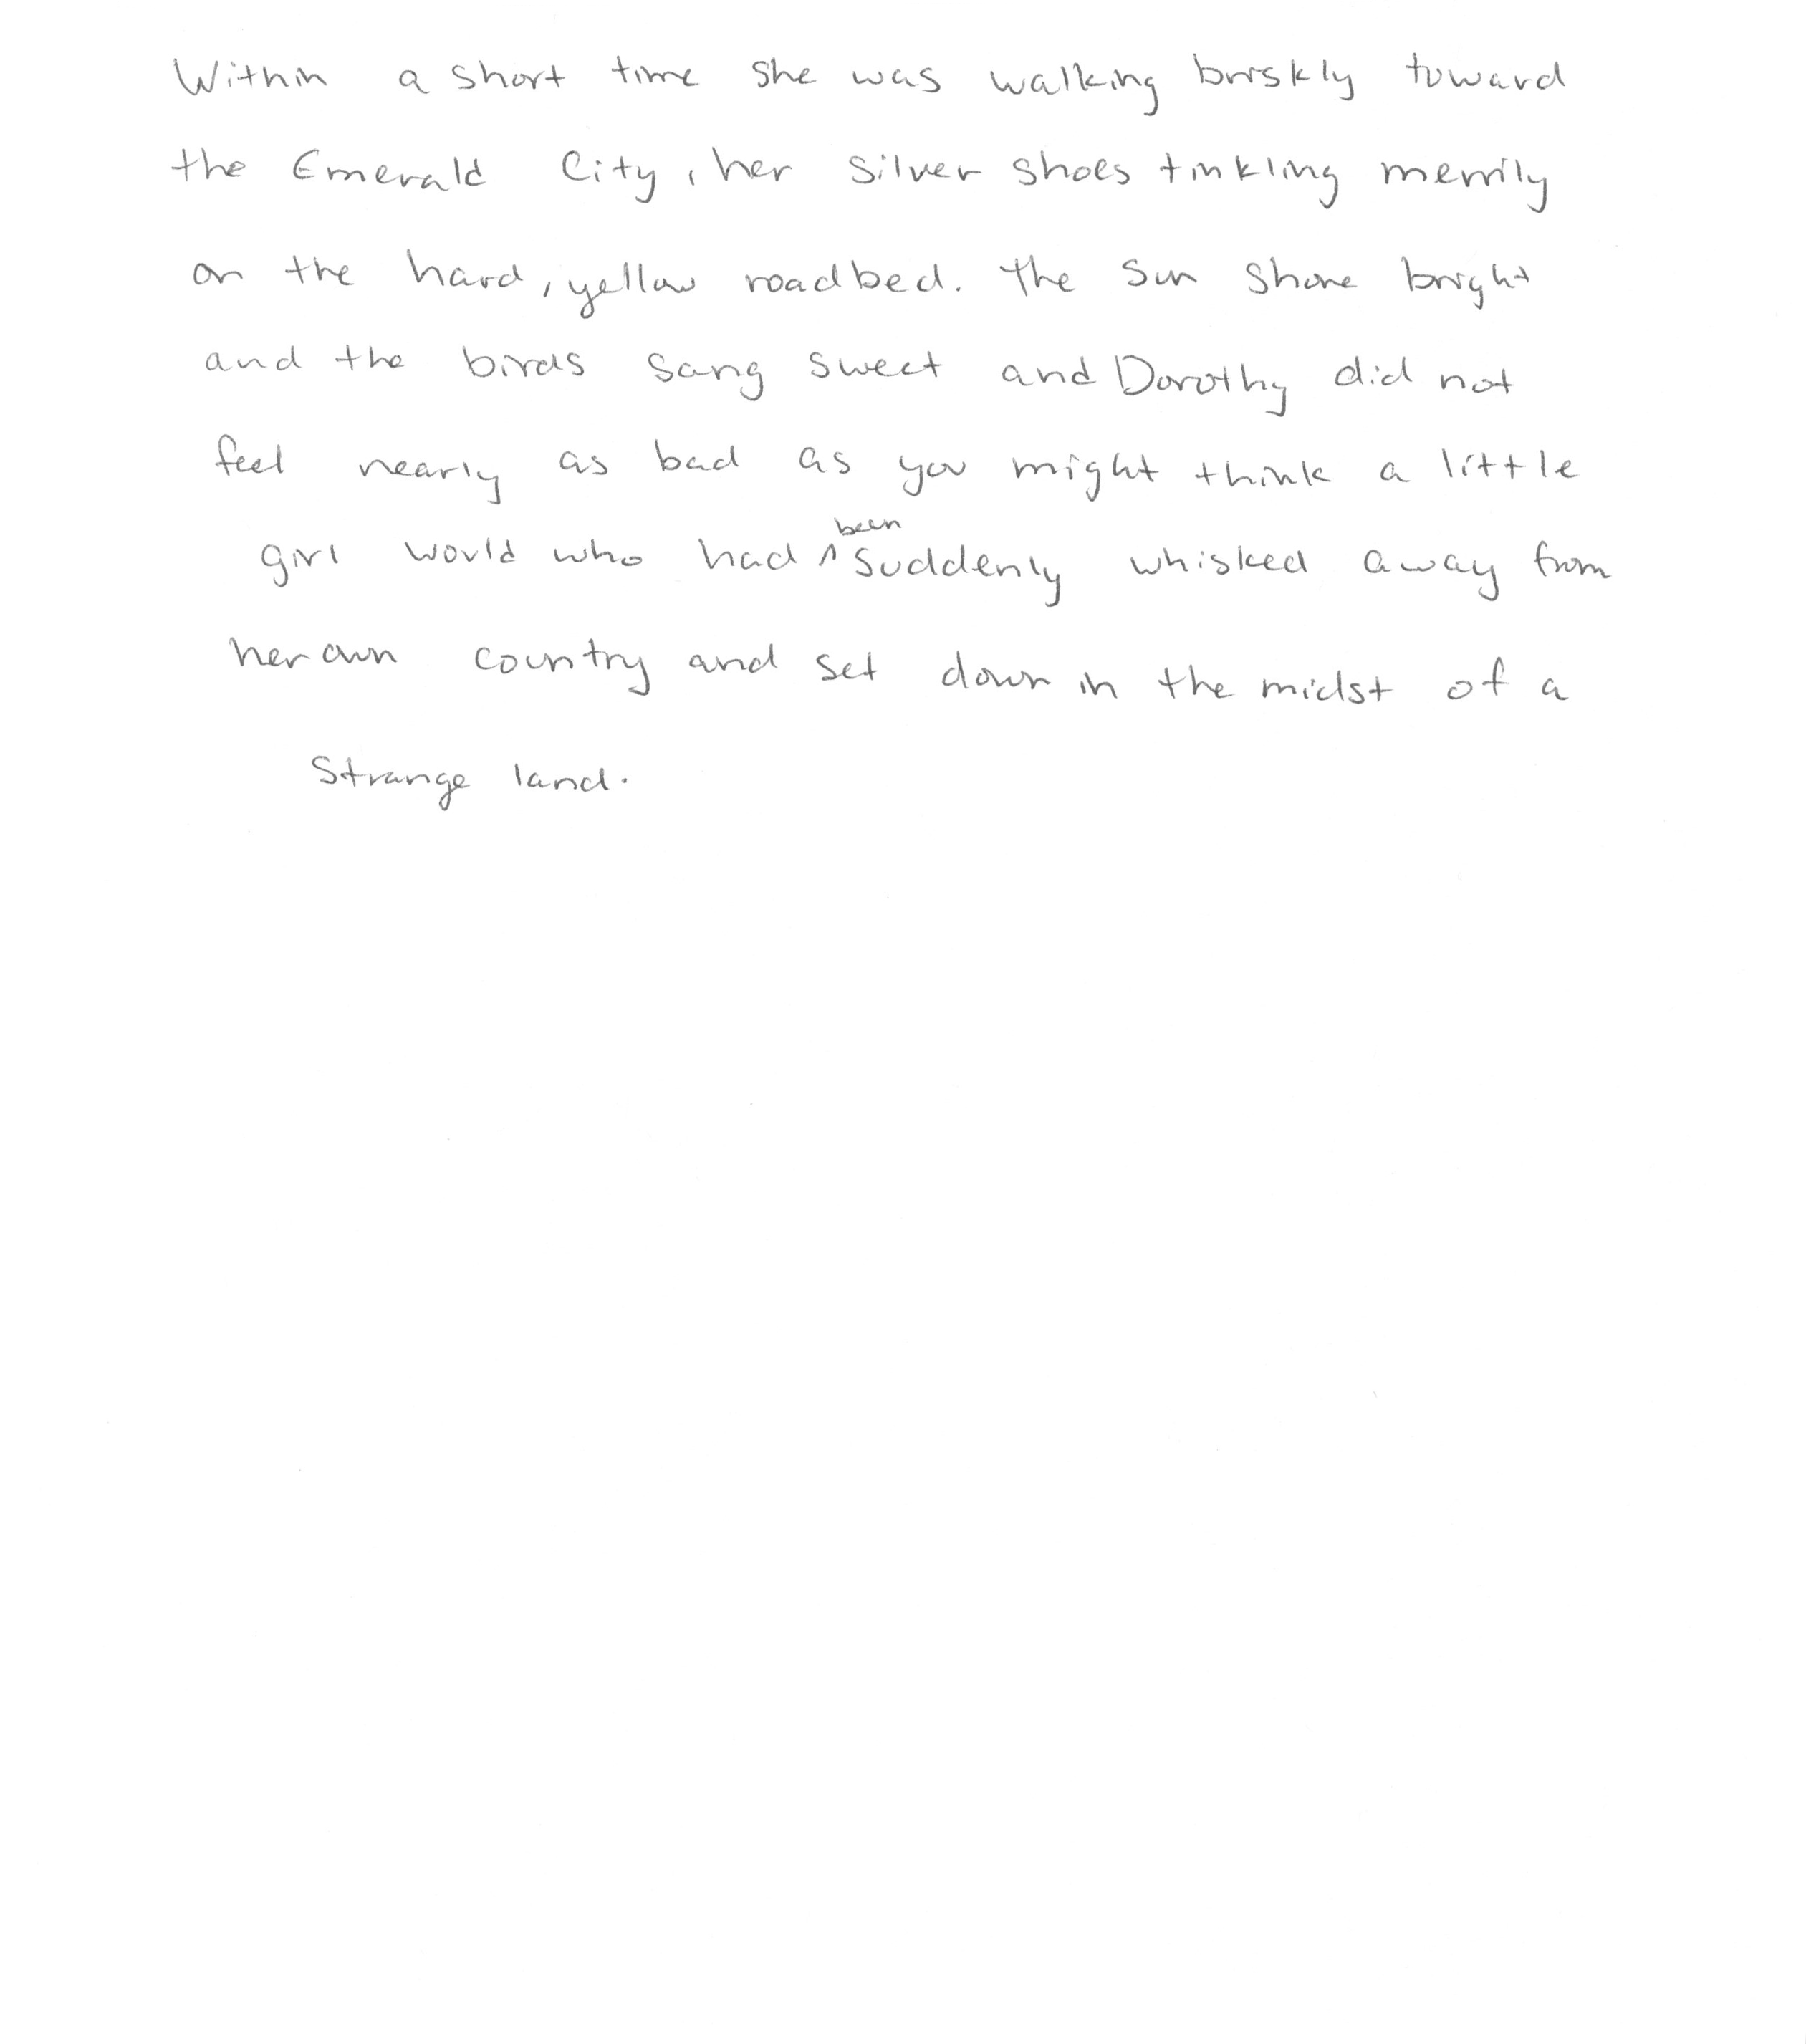 Within a short time she was walking briskly toward
the Emerald City, her silver shoes tinkling merrily
on the hard, yellow roadbed. The sun shone bright
and the birds sang sweet and Dorothy did not
feel nearly as bad as you might think a little
girl would who had been suddenly whisked away from
her own country and set down in the midst of a
strange land.